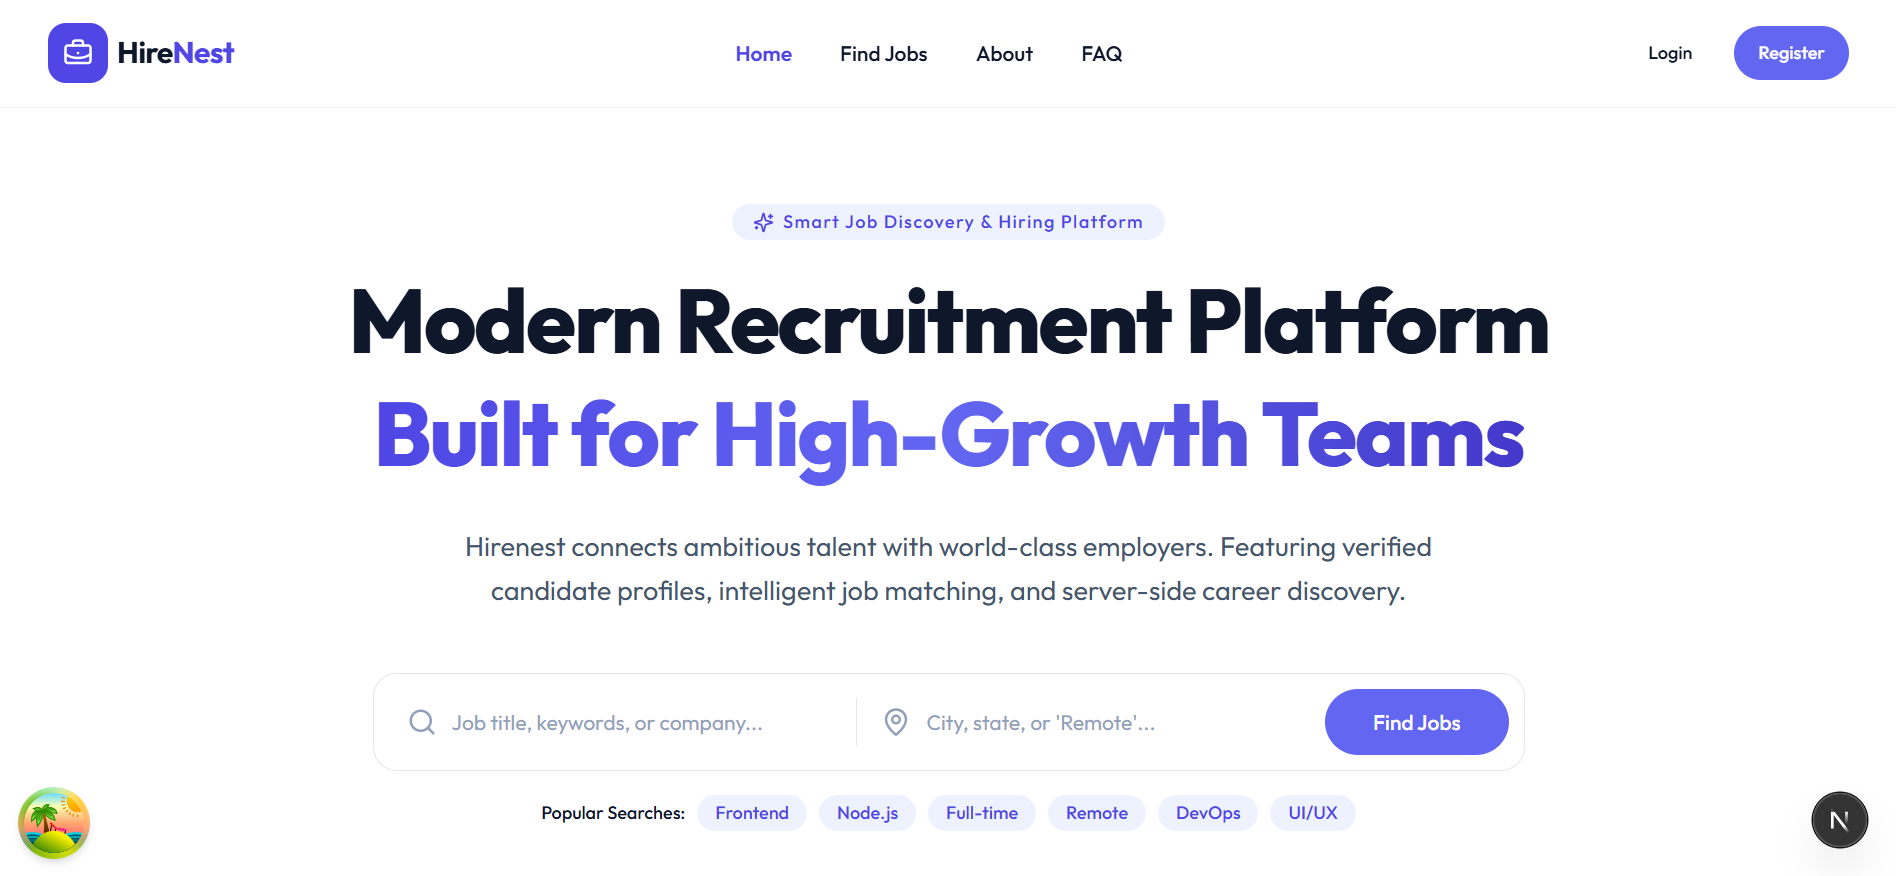 HireNest
Home
Find Jobs
About
FAQ
Login
Register
Smart Job Discovery & Hiring Platform
Modern Recruitment Platform
Built for High-Growth Teams
Hirenest connects ambitious talent with world-class employers. Featuring verified
candidate profiles, intelligent job matching, and server-side career discovery.
Job title, keywords, or company...
City, state, or 'Remote'...
Find Jobs
Popular Searches:
Frontend
Node.js
Full-time
Remote
DevOps
UI/UX
N